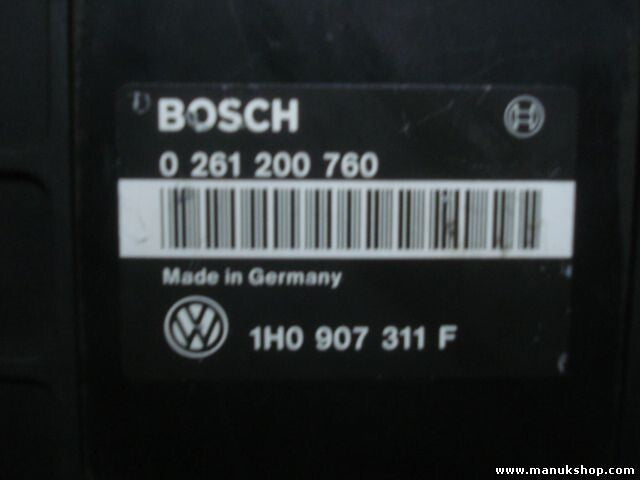 BOSCH
0 261 200 760
Made in Germany
1H0 907 311 F
www.manukshop.com